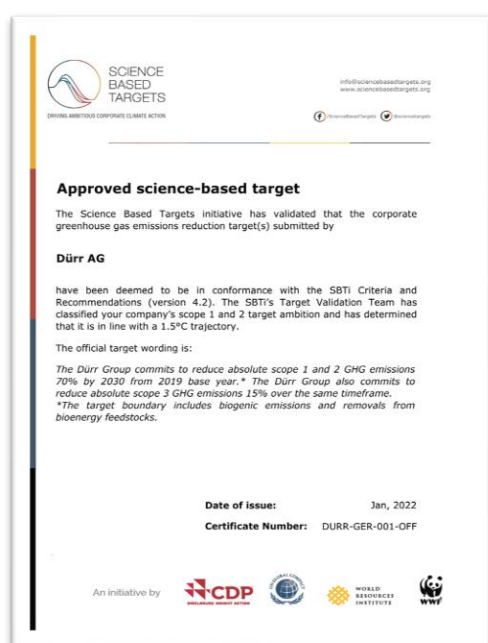 SCIENCE
BASED
TARGETS
DRIVING AMBITIOUS CORPORATE CLIMATE ACTION
info@sciencebasedtargets.org
www.sciencebasedtargets.org
/ScienceBasedTargets @sciencetargets
Approved science-based target
The Science Based Targets initiative has validated that the corporate
greenhouse gas emissions reduction target(s) submitted by
Dürr AG
have been deemed to be in conformance with the SBTi Criteria and
Recommendations (version 4.2). The SBTi's Target Validation Team has
classified your company's scope 1 and 2 target ambition and has determined
that it is in line with a 1.5°C trajectory.
The official target wording is:
The Dürr Group commits to reduce absolute scope 1 and 2 GHG emissions
70% by 2030 from 2019 base year.* The Dürr Group also commits to
reduce absolute scope 3 GHG emissions 15% over the same timeframe.
*The target boundary includes biogenic emissions and removals from
bioenergy feedstocks.
Date of issue: Jan, 2022
Certificate Number: DURR-GER-001-OFF
An initiative by
CDP
DISCLOSURE INSIGHT ACTION
WORLD
RESOURCES
INSTITUTE
WWF